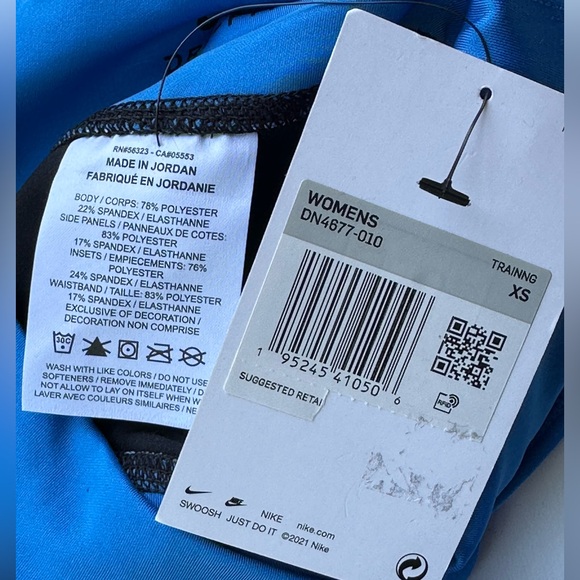 RN#56323 - CA#05553
MADE IN JORDAN
FABRIQUÉ EN JORDANIE
BODY / CORPS: 78% POLYESTER
22% SPANDEX / ELASTHANNE
SIDE PANELS / PANNEAUX DE COTES:
83% POLYESTER
17% SPANDEX / ELASTHANNE
INSETS / EMPIECEMENTS: 76%
POLYESTER
24% SPANDEX / ELASTHANNE
WAISTBAND / TAILLE: 83% POLYESTER
17% SPANDEX / ELASTHANNE
EXCLUSIVE OF DECORATION /
DECORATION NON COMPRISE
30C
WASH WITH LIKE COLORS / DO NOT USE
SOFTENERS / REMOVE IMMEDIATELY / D
NOT ALLOW TO LAY ON ITSELF WHILE
LAVER AVEC COULEURS SIMILAIRES / NE
WOMENS
DN4677-010
TRAINNG
XS
1 95245 41050 6
SUGGESTED RETAI
RFID
NIKE nike.com
SWOOSH JUST DO IT ©2021 Nike